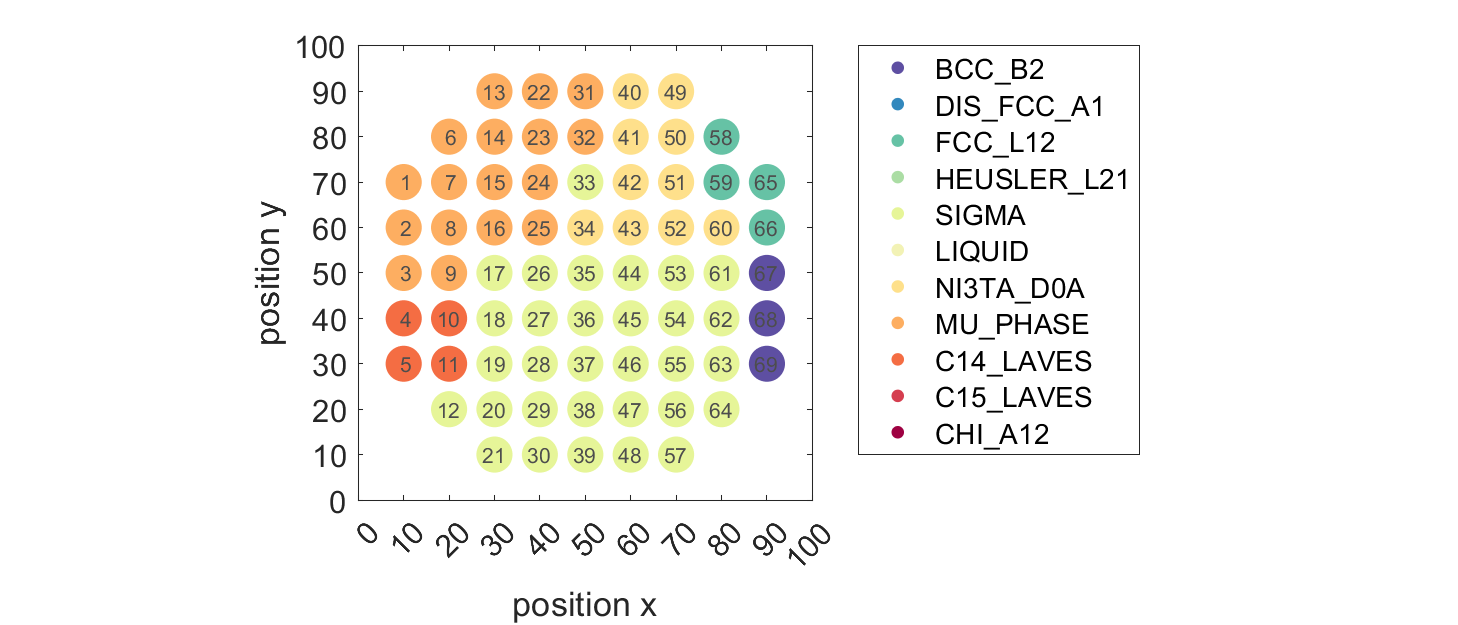 100
90
80
70
60
50
40
30
20
10
0
position y
13 22 31 40 49
6 14 23 32 41 50 58
1 7 15 24 33 42 51 59 65
2 8 16 25 34 43 52 60 66
3 9 17 26 35 44 53 61 67
4 10 18 27 36 45 54 62 68
5 11 19 28 37 46 55 63 69
12 20 29 38 47 56 64
21 30 39 48 57
0 10 20 30 40 50 60 70 80 90 100
position x
BCC_B2
DIS_FCC_A1
FCC_L12
HEUSLER_L21
SIGMA
LIQUID
NI3TA_D0A
MU_PHASE
C14_LAVES
C15_LAVES
CHI_A12